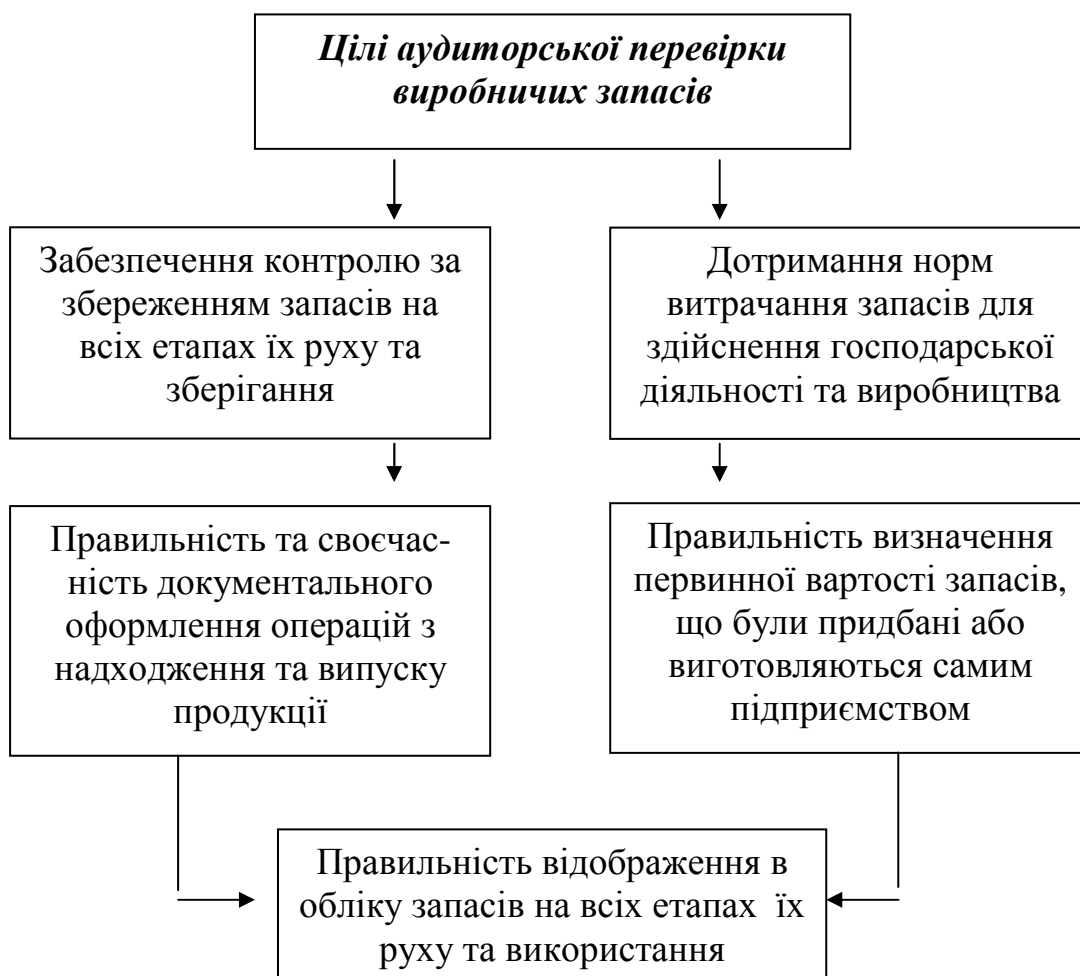 Цілі аудиторської перевірки
виробничих запасів
Забезпечення контролю за
збереженням запасів на
всіх етапах їх руху та
зберігання
Дотримання норм
витрачання запасів для
здійснення господарської
діяльності та виробництва
Правильність та своєчас-
ність документального
оформлення операцій з
надходження та випуску
продукції
Правильність визначення
первинної вартості запасів,
що були придбані або
виготовляються самим
підприємством
Правильність відображення в
обліку запасів на всіх етапах їх
руху та використання